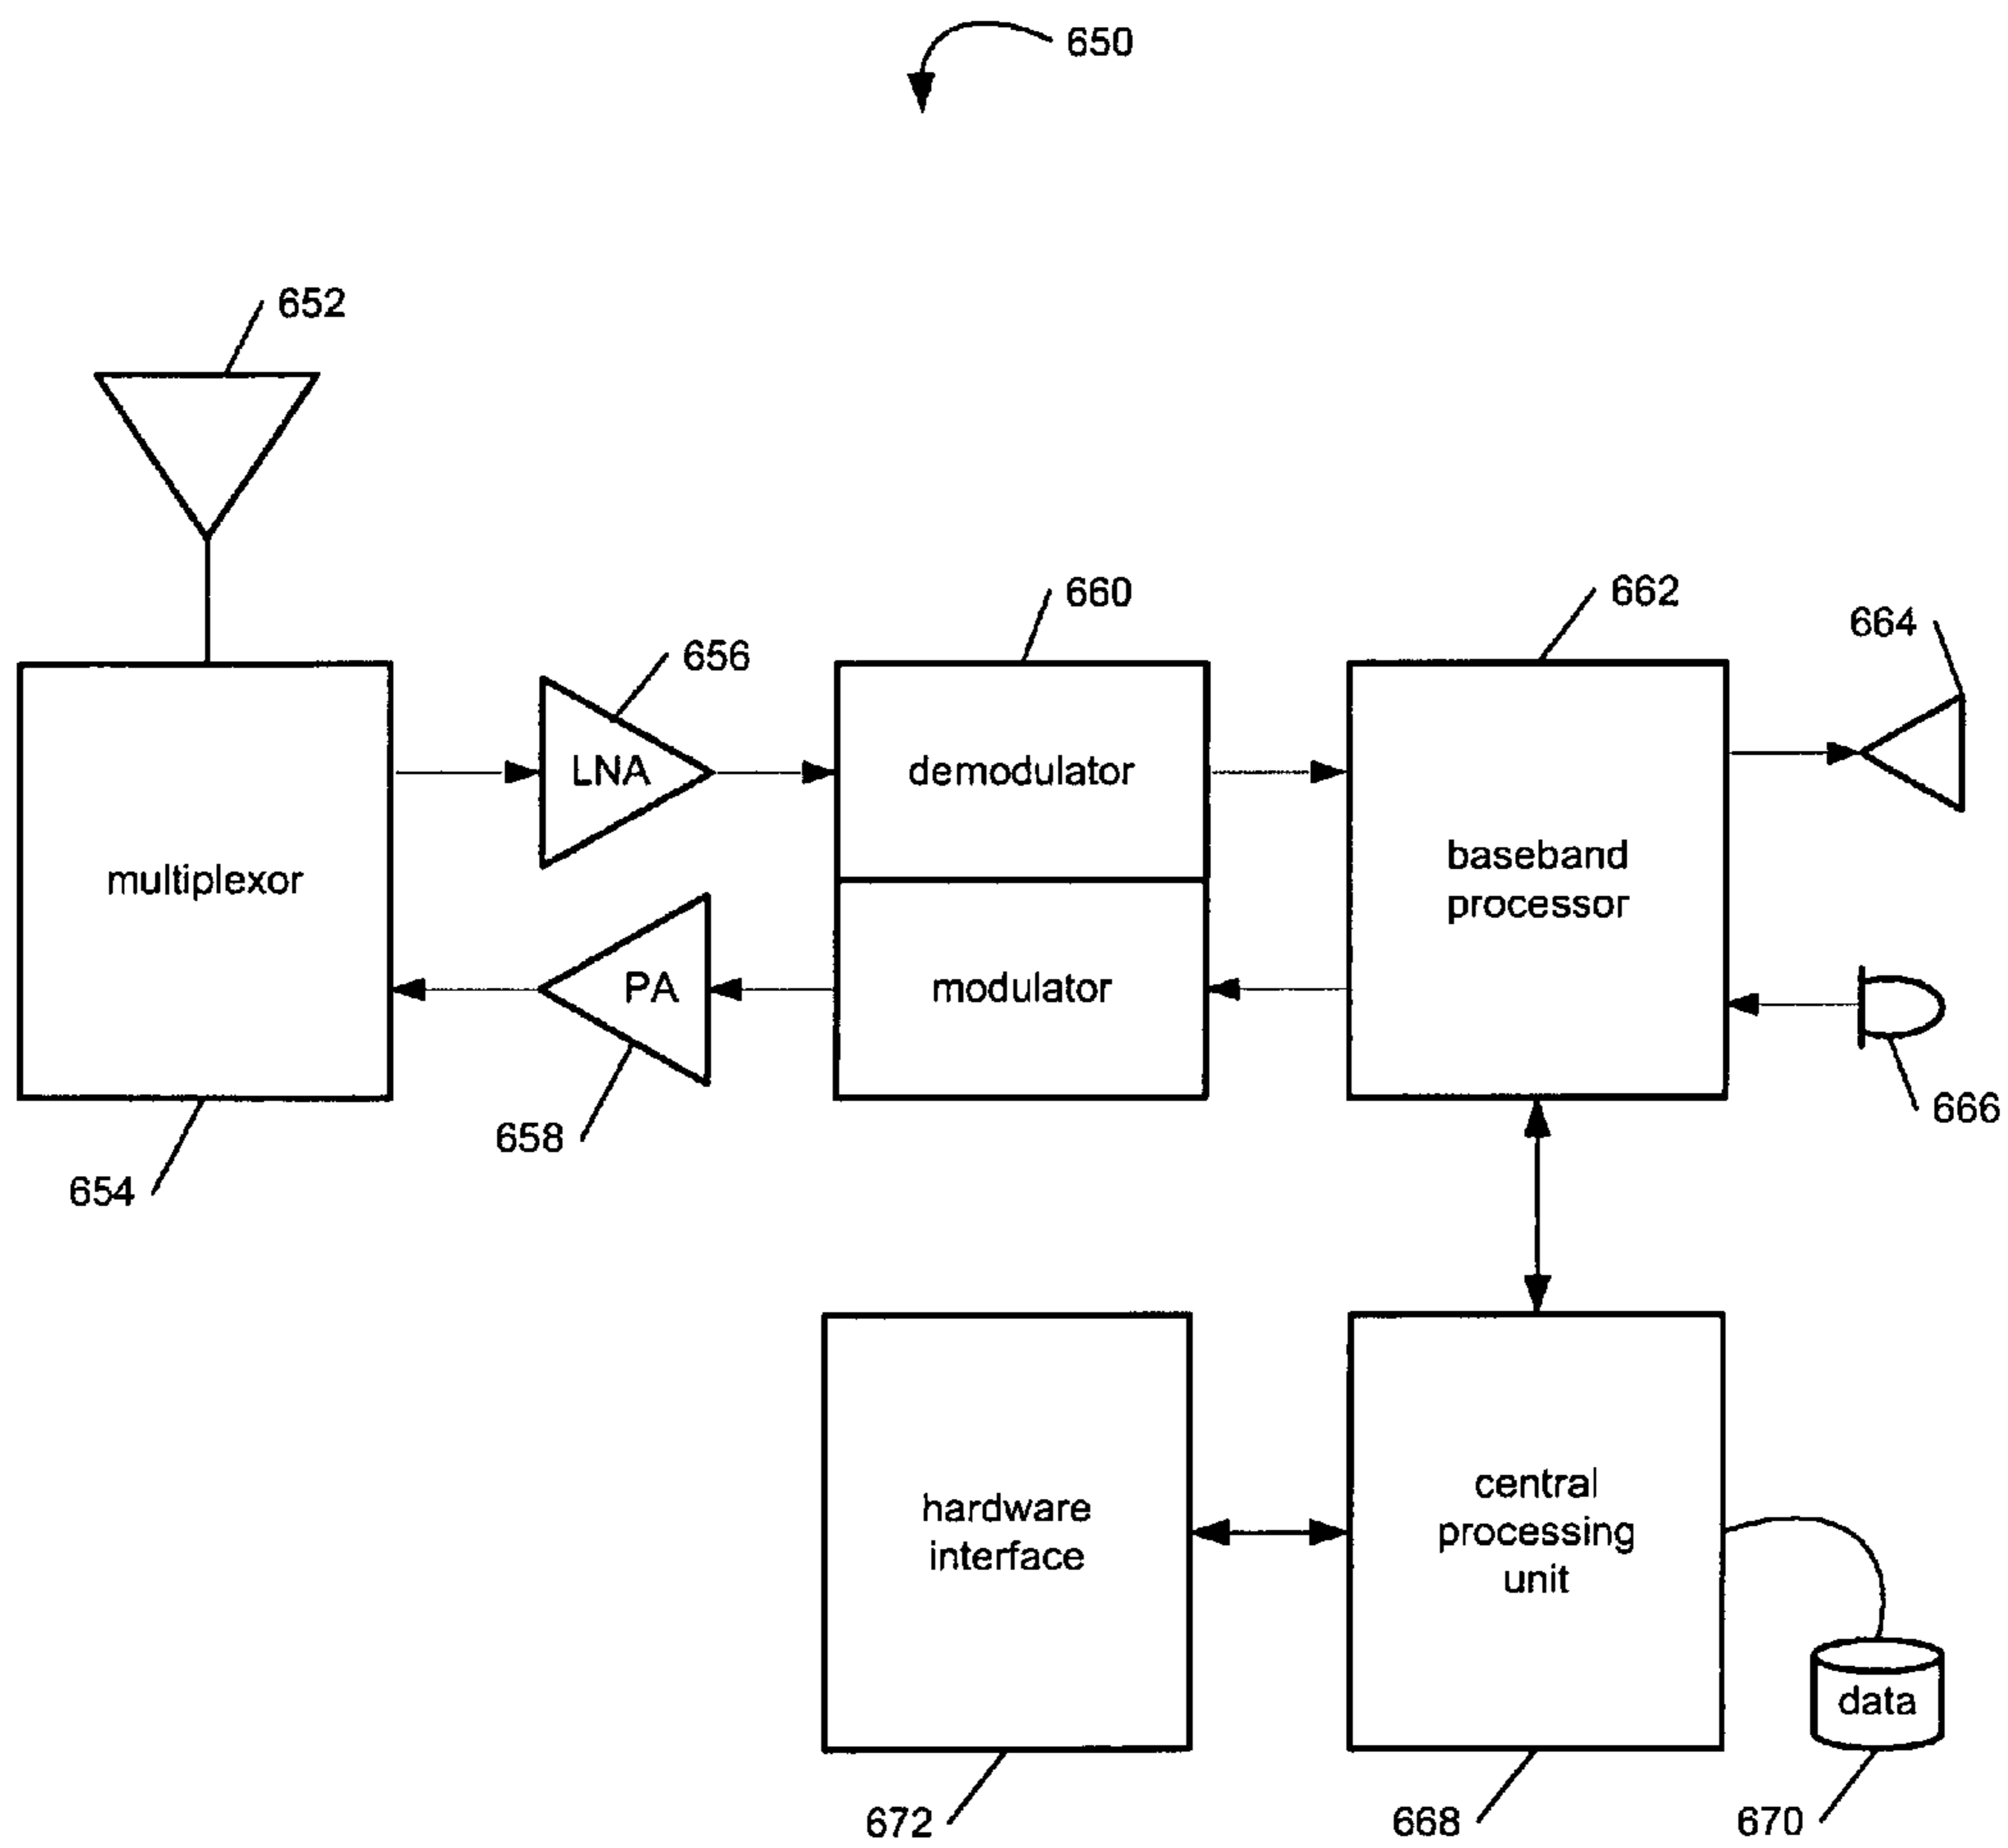 650
652
660
662
664
656
LNA
demodulator
multiplexor
baseband
processor
PA
modulator
658
666
654
hardware
interface
central
processing
unit
data
672
668
670